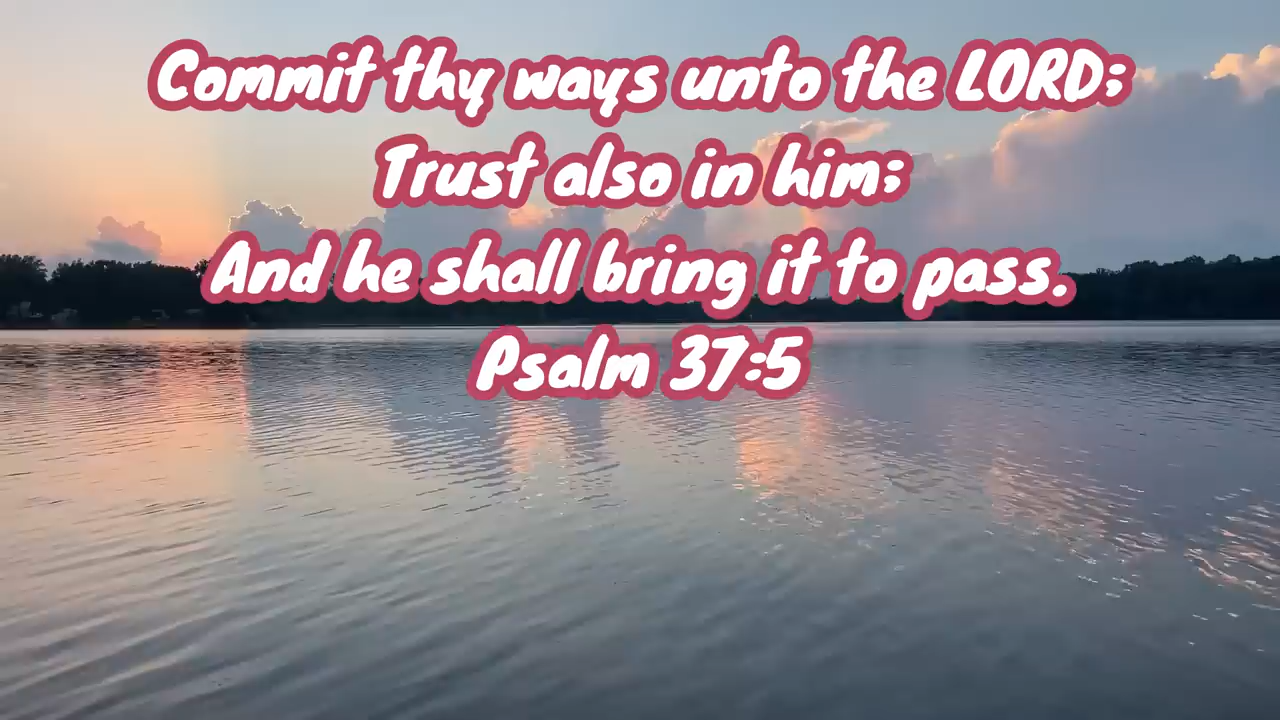 Commit thy ways unto the LORD;
Trust also in him;
And he shall bring it to pass.
Psalm 37:5